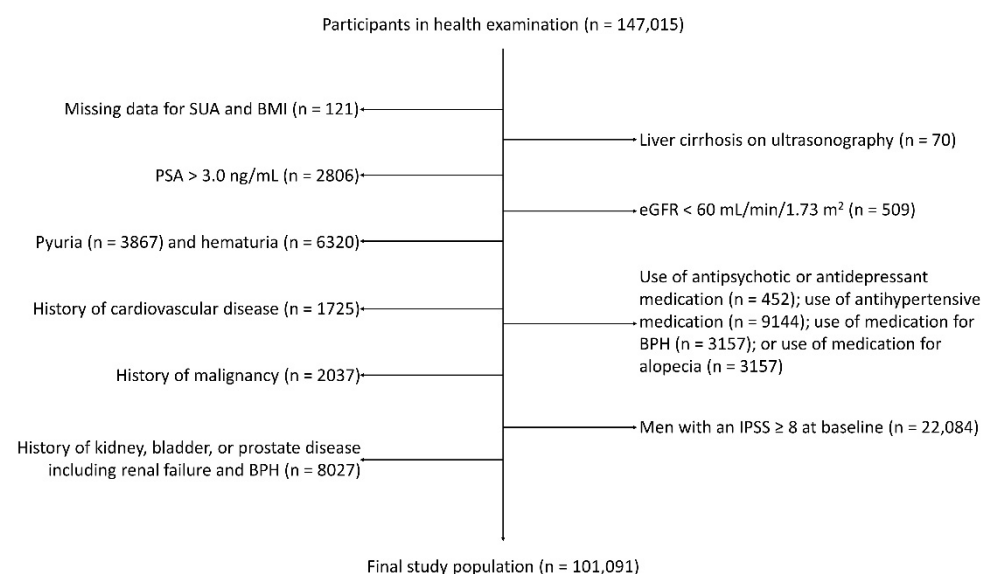 Participants in health examination (n = 147,015)
Missing data for SUA and BMI (n = 121)
Liver cirrhosis on ultrasonography (n = 70)
PSA > 3.0 ng/mL (n = 2806)
eGFR < 60 mL/min/1.73 m² (n = 509)
Pyuria (n = 3867) and hematuria (n = 6320)
Use of antipsychotic or antidepressant
medication (n = 452); use of antihypertensive
medication (n = 9144); use of medication for
BPH (n = 3157); or use of medication for
alopecia (n = 3157)
History of cardiovascular disease (n = 1725)
History of malignancy (n = 2037)
Men with an IPSS ≥ 8 at baseline (n = 22,084)
History of kidney, bladder, or prostate disease
including renal failure and BPH (n = 8027)
Final study population (n = 101,091)